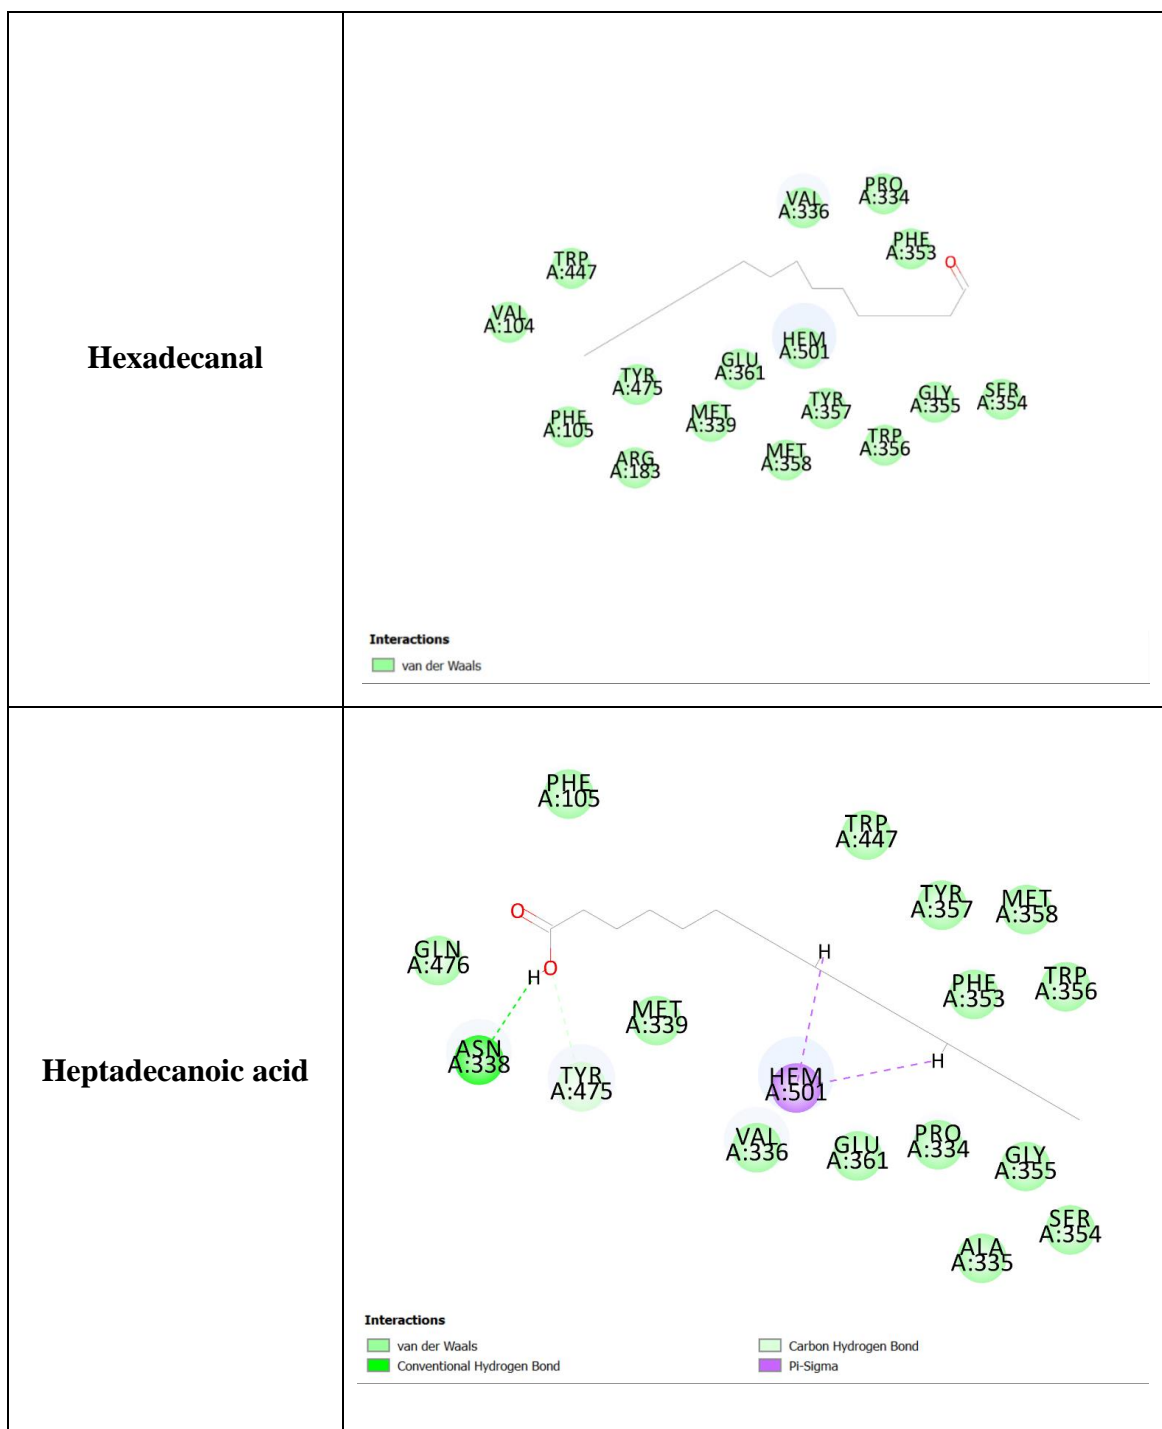 Hexadecanal
VAL
A:336
PRO
A:334
PHE
A:353
O
TRP
A:447
VAL
A:104
HEM
A:501
GLU
A:361
TYR
A:475
MET
A:339
TYR
A:357
GLY
A:355
SER
A:354
PHE
A:105
ARG
A:183
MET
A:358
TRP
A:356
Interactions
van der Waals
Heptadecanoic acid
PHE
A:105
TRP
A:447
TYR
A:357
MET
A:358
O
GLN
A:476
H
O
H
PHE
A:353
TRP
A:356
MET
A:339
ASN
A:338
TYR
A:475
HEM
A:501
H
VAL
A:336
GLU
A:361
PRO
A:334
GLY
A:355
SER
A:354
ALA
A:335
Interactions
van der Waals
Conventional Hydrogen Bond
Carbon Hydrogen Bond
Pi-Sigma